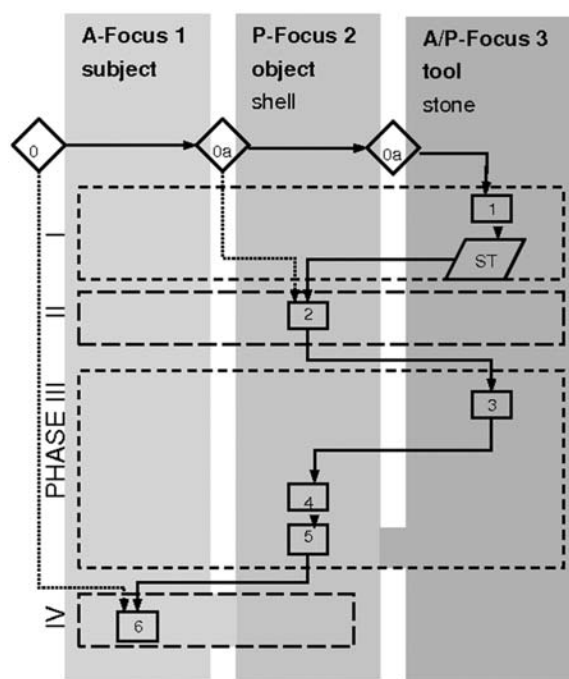 A-Focus 1
subject
P-Focus 2
object
shell
A/P-Focus 3
tool
stone
0
0a
0a
I
1
ST
II
2
PHASE III
3
4
5
IV
6